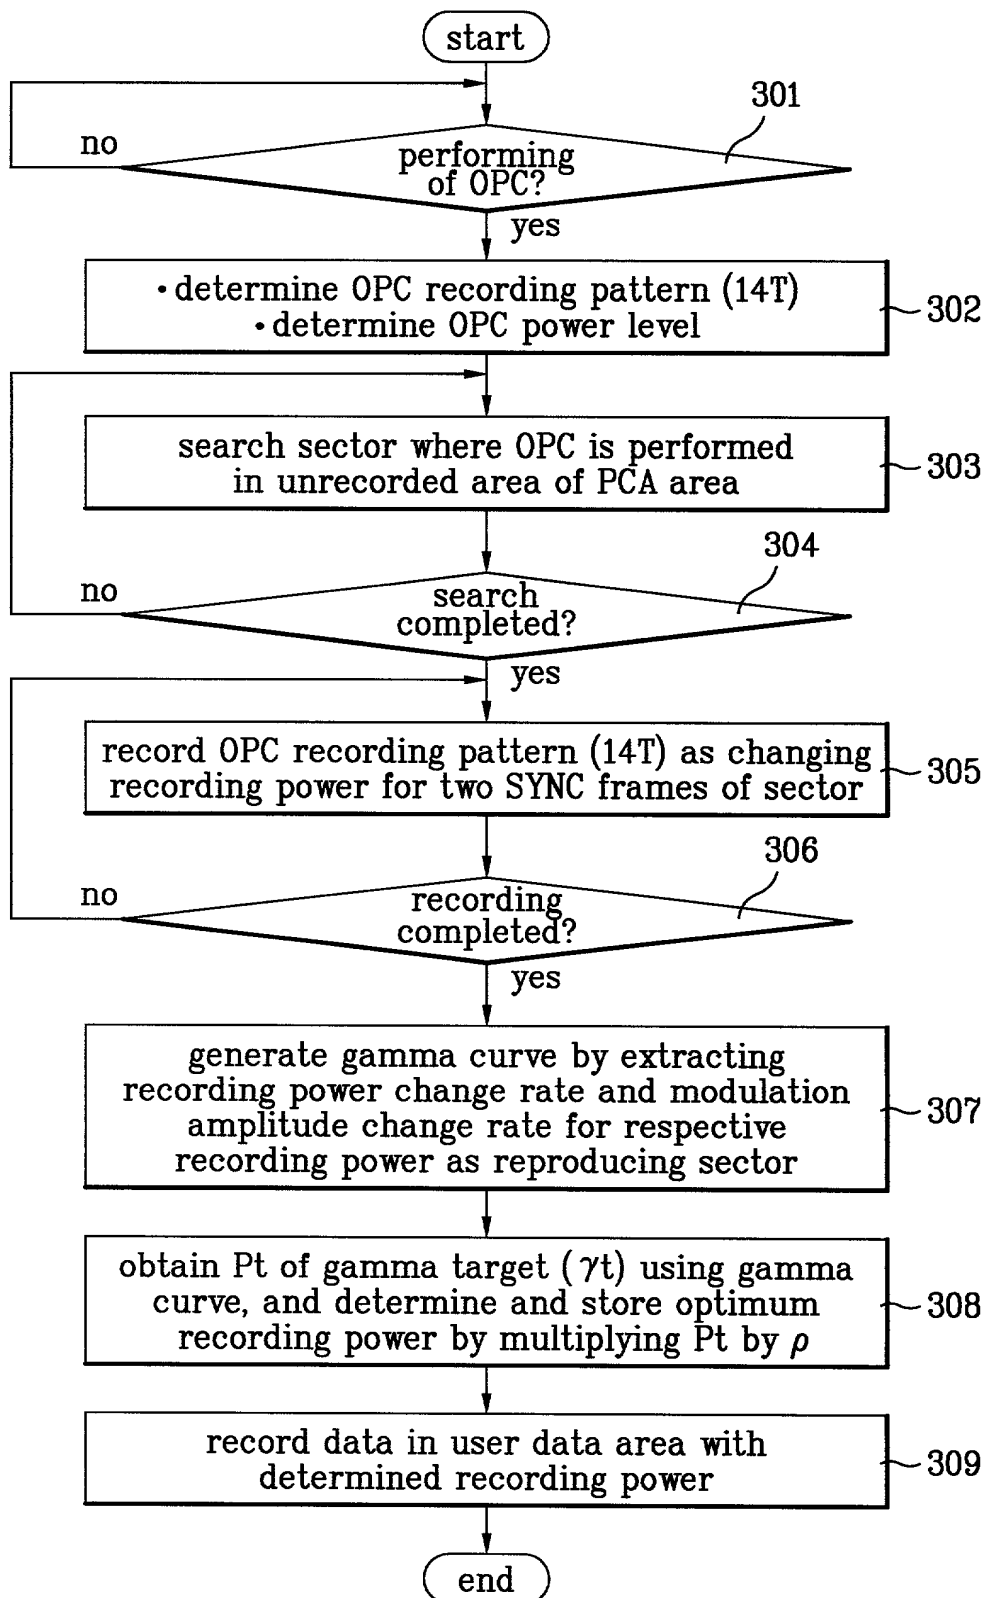 start
301
no
performing
of OPC?
yes
• determine OPC recording pattern (14T)
• determine OPC power level
302
search sector where OPC is performed
in unrecorded area of PCA area
303
304
no
search
completed?
yes
record OPC recording pattern (14T) as changing
recording power for two SYNC frames of sector
305
306
no
recording
completed?
yes
generate gamma curve by extracting
recording power change rate and modulation
amplitude change rate for respective
recording power as reproducing sector
307
obtain Pt of gamma target (γt) using gamma
curve, and determine and store optimum
recording power by multiplying Pt by ρ
308
record data in user data area with
determined recording power
309
end